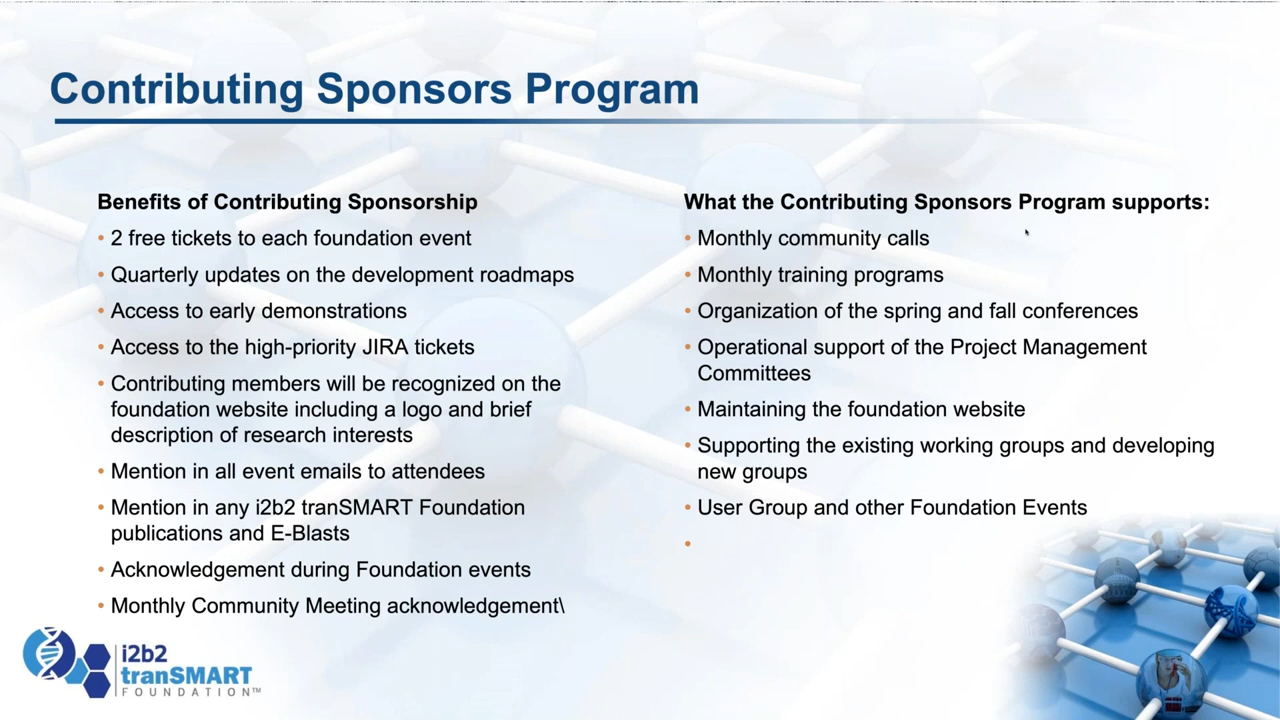 Contributing Sponsors Program
Benefits of Contributing Sponsorship
• 2 free tickets to each foundation event
• Quarterly updates on the development roadmaps
• Access to early demonstrations
• Access to the high-priority JIRA tickets
• Contributing members will be recognized on the
foundation website including a logo and brief
description of research interests
• Mention in all event emails to attendees
• Mention in any i2b2 tranSMART Foundation
publications and E-Blasts
• Acknowledgement during Foundation events
• Monthly Community Meeting acknowledgement\
What the Contributing Sponsors Program supports:
• Monthly community calls
• Monthly training programs
• Organization of the spring and fall conferences
• Operational support of the Project Management
Committees
• Maintaining the foundation website
• Supporting the existing working groups and developing
new groups
• User Group and other Foundation Events
•
i2b2
tranSMART
FOUNDATION™